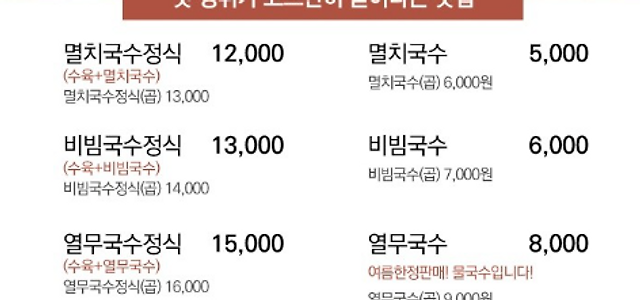 멸치국수정식 12,000
(수육+멸치국수)
멸치국수정식(곱) 13,000
멸치국수 5,000
멸치국수(곱) 6,000원
비빔국수정식 13,000
(수육+비빔국수)
비빔국수정식(곱) 14,000
비빔국수 6,000
비빔국수(곱) 7,000원
열무국수정식 15,000
(수육+열무국수)
열무국수정식(곱) 16,000
열무국수 8,000
여름한정판매! 물국수입니다!
열무국수(곱) 9,000원